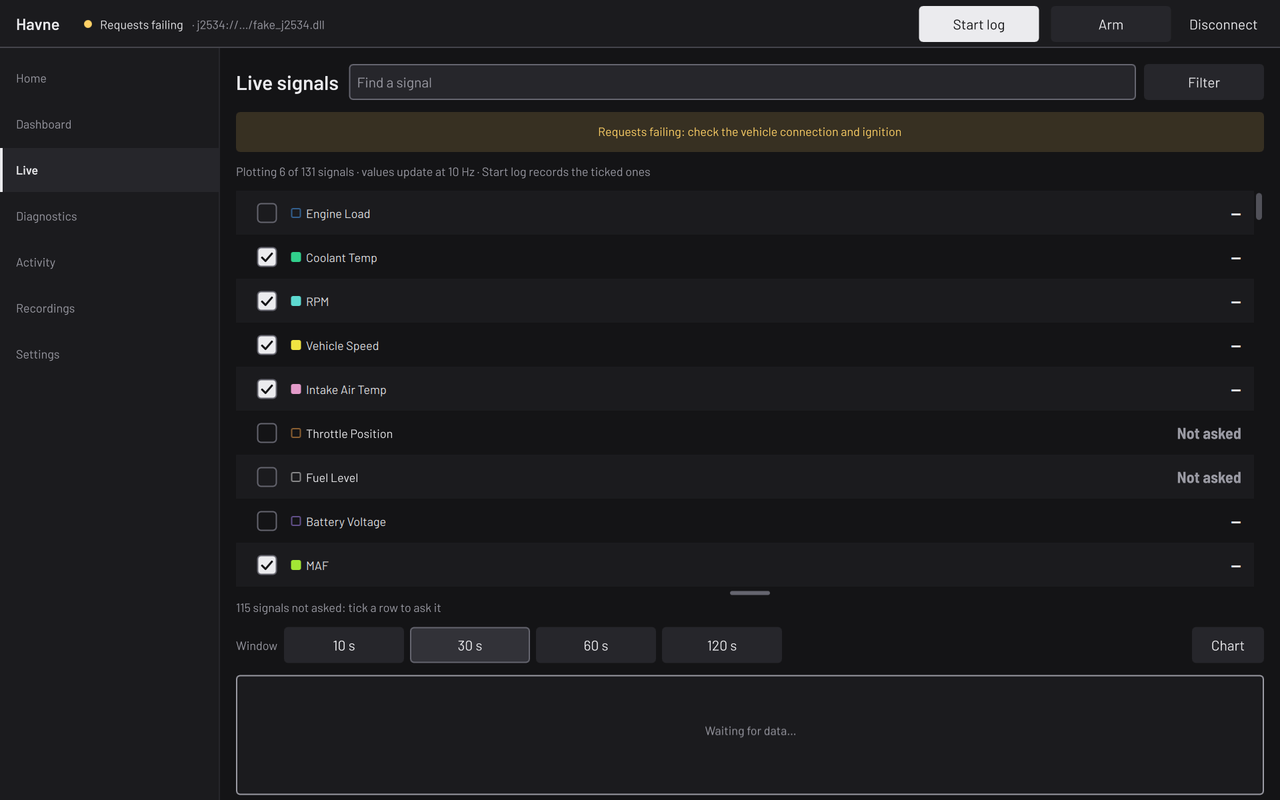 Havne
Requests failing · j2534://.../fake_j2534.dll
Start log
Arm
Disconnect
Home
Dashboard
Live
Diagnostics
Activity
Recordings
Settings
Live signals
Find a signal
Filter
Requests failing: check the vehicle connection and ignition
Plotting 6 of 131 signals · values update at 10 Hz · Start log records the ticked ones
Engine Load –
Coolant Temp –
RPM –
Vehicle Speed –
Intake Air Temp –
Throttle Position Not asked
Fuel Level Not asked
Battery Voltage –
MAF –
115 signals not asked: tick a row to ask it
Window 10 s 30 s 60 s 120 s Chart
Waiting for data...